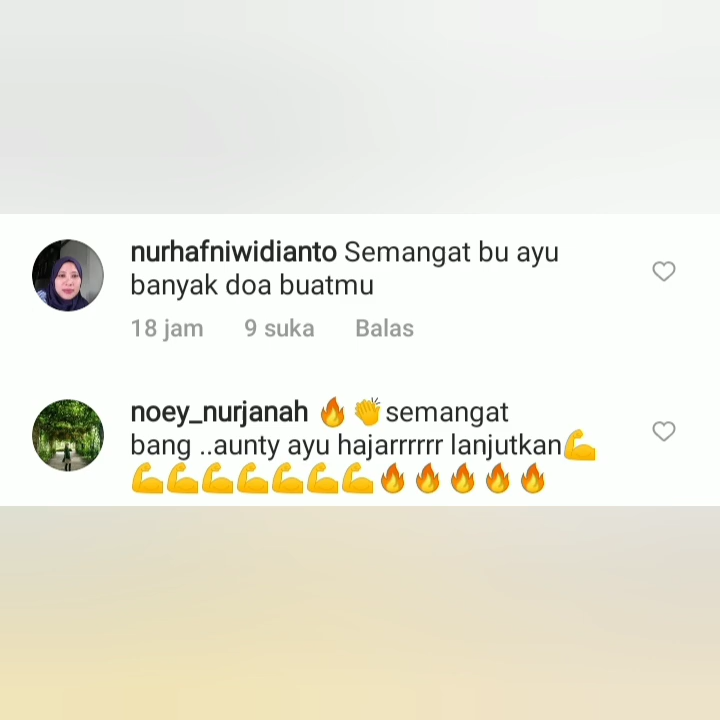 nurhafniwidianto Semangat bu ayu
banyak doa buatmu
18 jam 9 suka Balas
noey_nurjanah 🔥👏semangat
bang ..aunty ayu hajarrrrrr lanjutkan💪
💪💪💪💪💪💪💪🔥🔥🔥🔥🔥